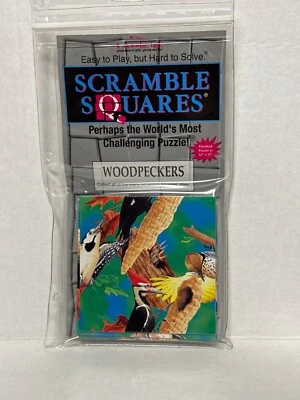 Easy to Play, but Hard to Solve.®
SCRAMBLE
SQUARES®
Perhaps the World's Most
Challenging Puzzle!
WOODPECKERS